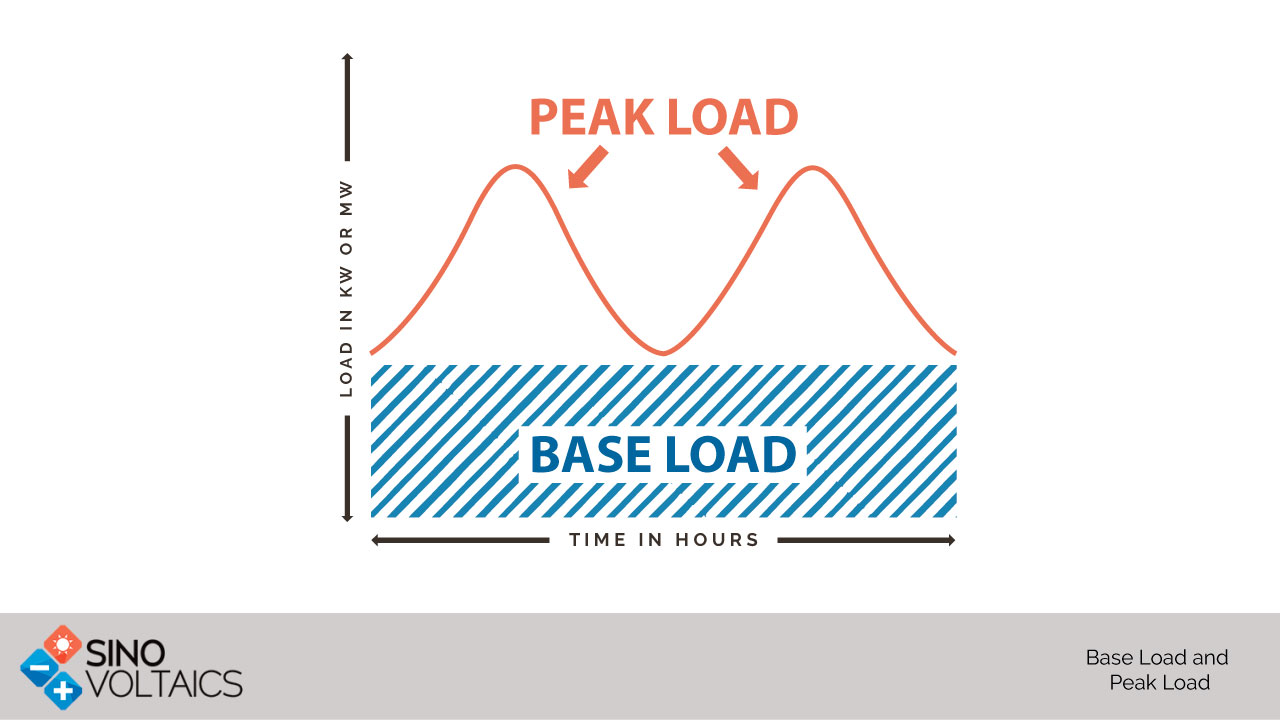 PEAK LOAD
LOAD IN KW OR MW
BASE LOAD
TIME IN HOURS
SINO
VOLTAICS
Base Load and
Peak Load